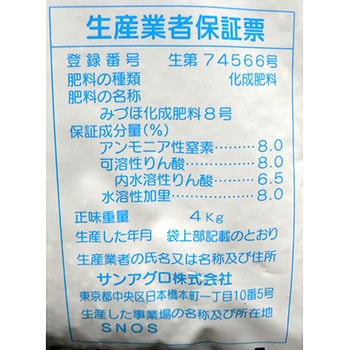 生産業者保証票
登録番号 生第74566号
肥料の種類 化成肥料
肥料の名称
みづほ化成肥料8号
保証成分量(%)
アンモニア性窒素………8.0
可溶性りん酸…………8.0
内水溶性りん酸………6.5
水溶性加里……………8.0
正味重量 4Kg
生産した年月 袋上部記載のとおり
生産業者の氏名又は名称及び住所
サンアグロ株式会社
東京都中央区日本橋本町一丁目10番5号
生産した事業場の名称及び所在地
SNOS